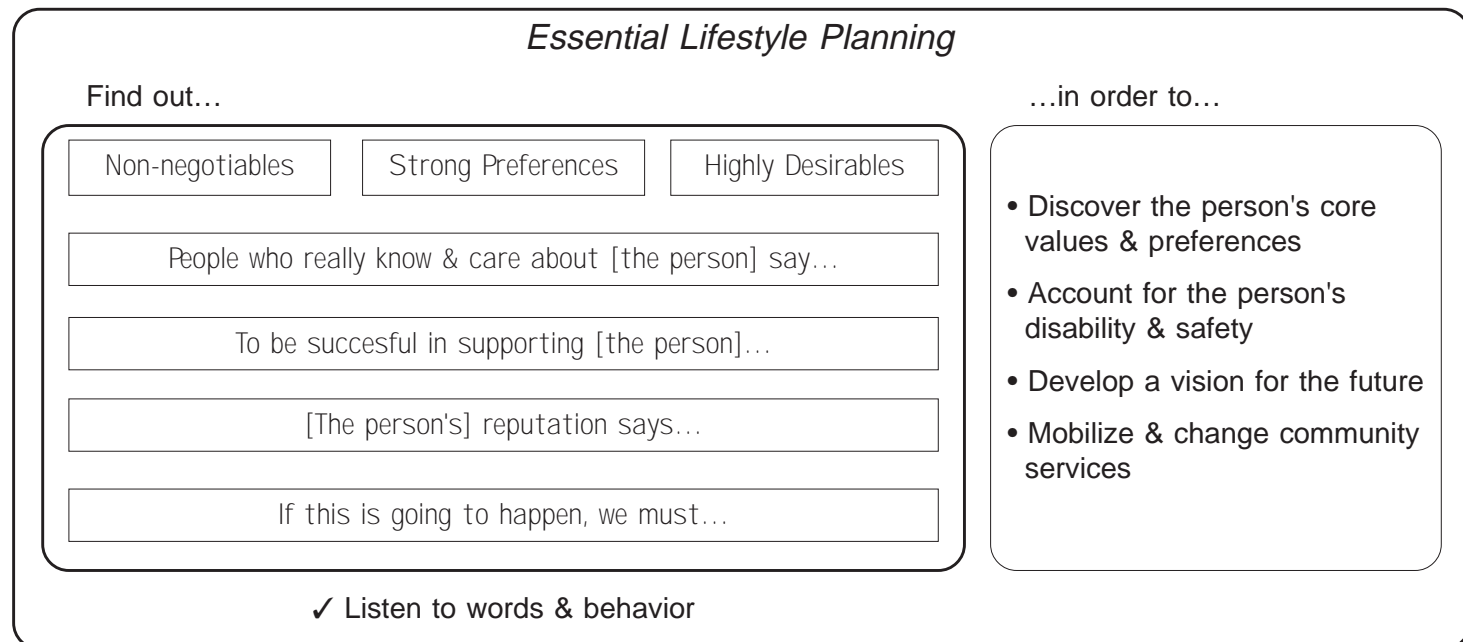 Essential Lifestyle Planning
Find out…
…in order to…
Non-negotiables
Strong Preferences
Highly Desirables
People who really know & care about [the person] say…
To be succesful in supporting [the person]…
[The person's] reputation says…
If this is going to happen, we must…
• Discover the person's core
values & preferences
• Account for the person's
disability & safety
• Develop a vision for the future
• Mobilize & change community
services
✓ Listen to words & behavior